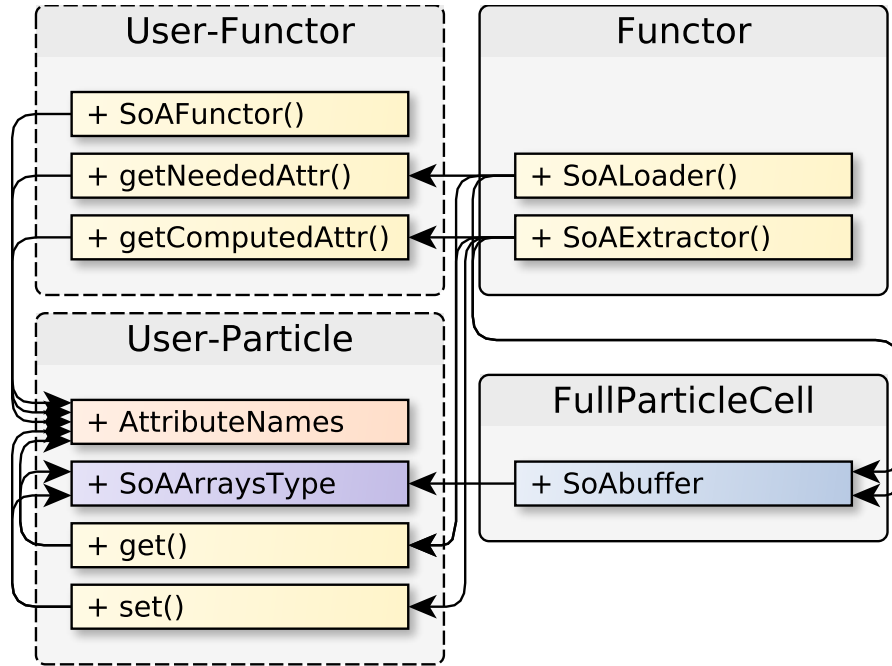 User-Functor
+ SoAFunctor()
+ getNeededAttr()
+ getComputedAttr()
Functor
+ SoALoader()
+ SoAExtractor()
User-Particle
+ AttributeNames
+ SoAArraysType
+ get()
+ set()
FullParticleCell
+ SoAbuffer